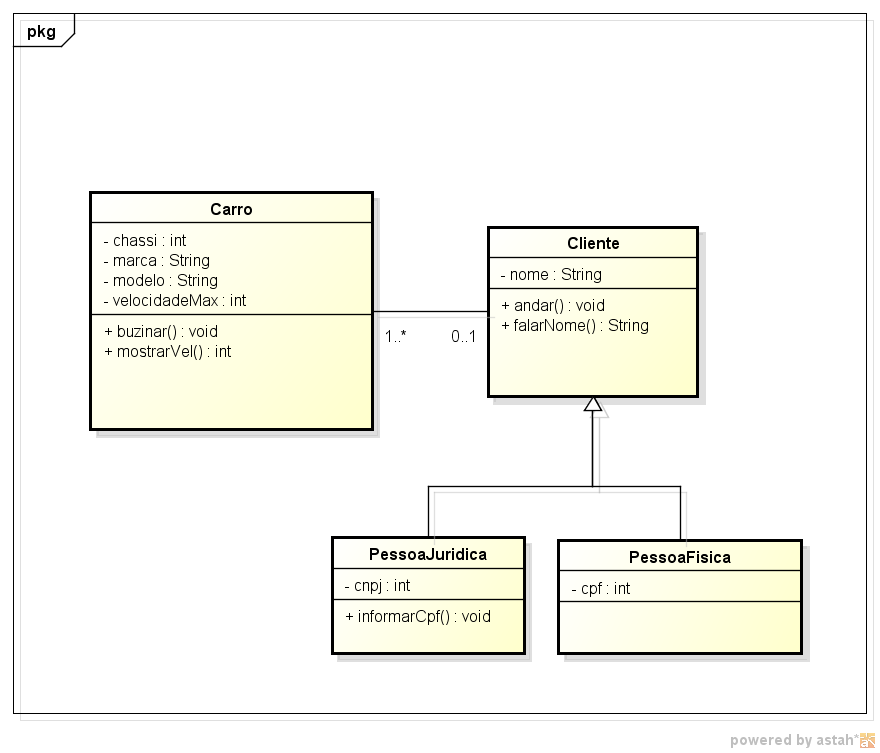 pkg
Carro
- chassi : int
- marca : String
- modelo : String
- velocidadeMax : int
+ buzinar() : void
+ mostrarVel() : int
1..*
0..1
Cliente
- nome : String
+ andar() : void
+ falarNome() : String
PessoaJuridica
- cnpj : int
+ informarCpf() : void
PessoaFisica
- cpf : int
powered by astah*